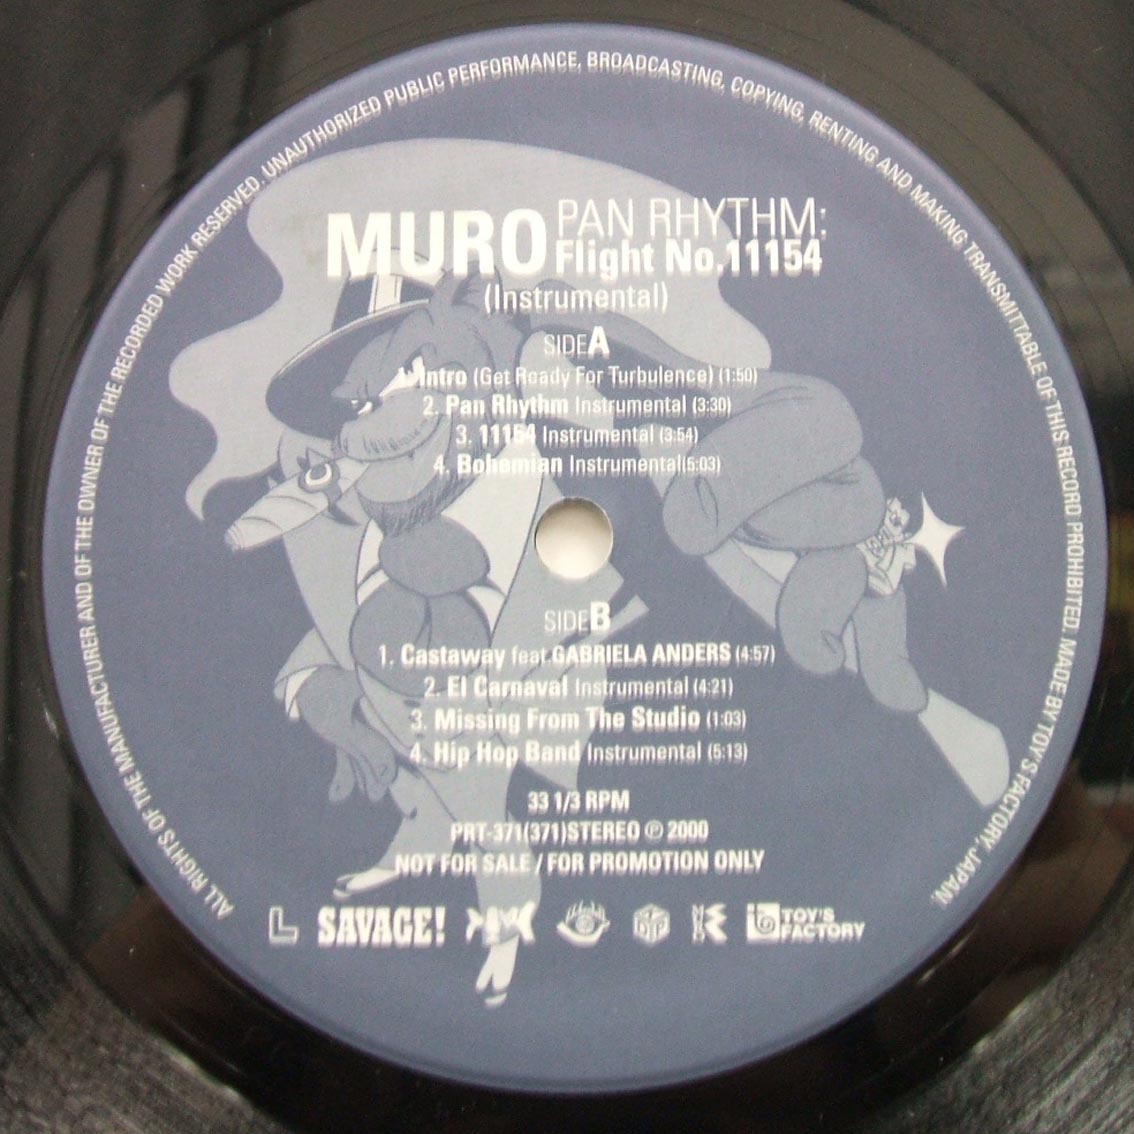 ALL RIGHTS OF THE MANUFACTURER AND OF THE OWNER OF THE RECORDED WORK RESERVED. UNAUTHORIZED PUBLIC PERFORMANCE, BROADCASTING, COPYING, RENTING AND MAKING TRANSMITTABLE OF THIS RECORD PROHIBITED. MADE BY TOY'S FACTORY, JAPAN.
MURO PAN RHYTHM:
Flight No.11154
(Instrumental)
SIDE A
1. Intro (Get Ready For Turbulence) (1:50)
2. Pan Rhythm Instrumental (3:30)
3. 11154 Instrumental (3:54)
4. Bohemian Instrumental(5:03)
SIDE B
1. Castaway feat.GABRIELA ANDERS (4:57)
2. El Carnaval Instrumental (4:21)
3. Missing From The Studio (1:03)
4. Hip Hop Band Instrumental (5:13)
33 1/3 RPM
PRT-371(371)STEREO ℗ 2000
NOT FOR SALE / FOR PROMOTION ONLY
L SAVAGE! TOY'S FACTORY